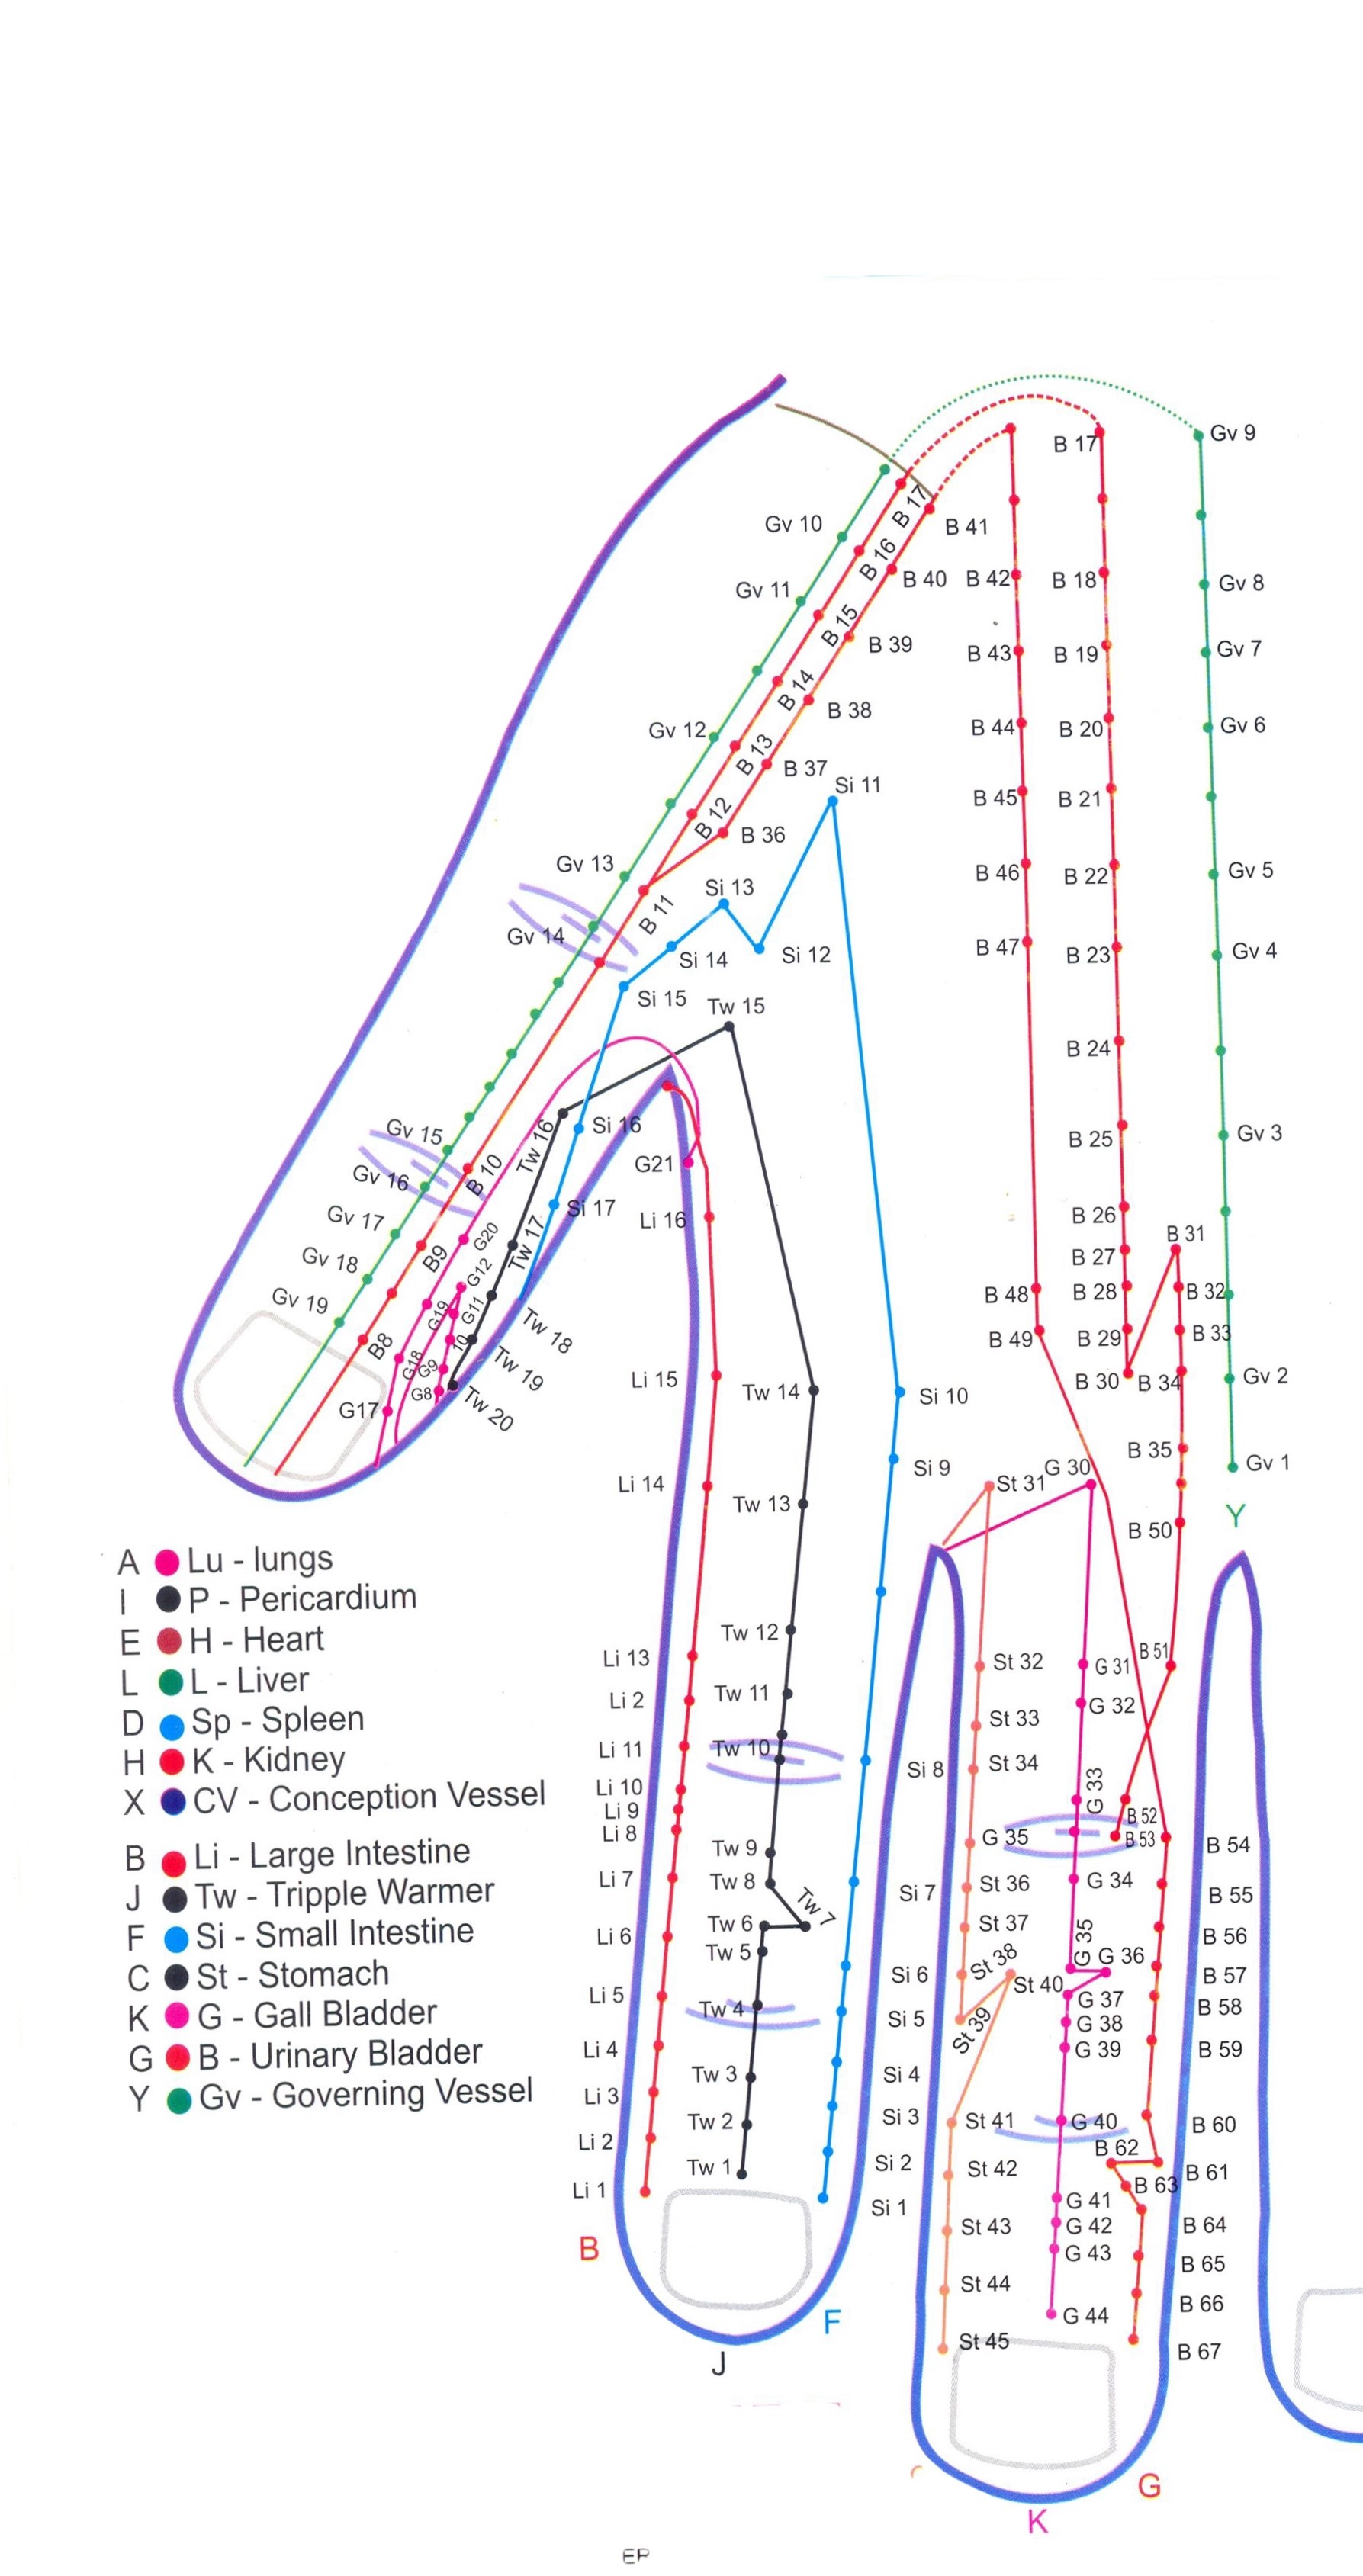 Gv 9
B 17
B 17
Gv 10
B 41
B 16
B 40
B 42
B 18
Gv 8
Gv 11
B 15
B 39
B 43
B 19
Gv 7
B 14
B 38
Gv 12
B 44
B 20
Gv 6
B 13
B 37
Si 11
B 45
B 21
B 12
B 36
Gv 13
Si 13
B 46
B 22
Gv 5
B 11
Gv 14
Si 12
Si 14
B 47
B 23
Gv 4
Si 15
Tw 15
B 24
Gv 15
Tw 16
Si 16
B 25
Gv 3
Gv 16
B 10
G21
Gv 17
Si 17
Li 16
B 26
B 31
Gv 18
B9
G20
Tw 17
B 27
Gv 19
G12
B 28
B 32
B 48
G19
G11
B8
10
Tw 18
B 49
B 29
B 33
G18
G9
Tw 19
Li 15
B 30
B 34
Gv 2
G17
G8
Tw 20
Tw 14
Si 10
B 35
Gv 1
Li 14
Si 9
St 31
G 30
Tw 13
B 50
Y
A Lu - lungs
I P - Pericardium
E H - Heart
L L - Liver
D Sp - Spleen
H K - Kidney
X CV - Conception Vessel
B Li - Large Intestine
J Tw - Tripple Warmer
F Si - Small Intestine
C St - Stomach
K G - Gall Bladder
G B - Urinary Bladder
Y Gv - Governing Vessel
Tw 12
Li 13
St 32
G 31
B 51
Li 2
Tw 11
G 32
St 33
Li 11
Tw 10
Si 8
St 34
Li 10
G 33
Li 9
B 52
Li 8
G 35
B 53
B 54
Li 7
Tw 9
Tw 8
Si 7
St 36
G 34
B 55
Tw 7
Li 6
Tw 6
St 37
G 35
B 56
Tw 5
St 38
G 36
Si 6
St 40
B 57
Li 5
Tw 4
Si 5
St 39
G 37
B 58
G 38
Li 4
G 39
B 59
Tw 3
Si 4
Li 3
Tw 2
Si 3
St 41
G 40
B 60
Li 2
B 62
Tw 1
Si 2
St 42
B 61
Li 1
B 63
Si 1
G 41
St 43
G 42
B 64
B
G 43
B 65
St 44
B 66
G 44
F
St 45
B 67
J
G
K
EP